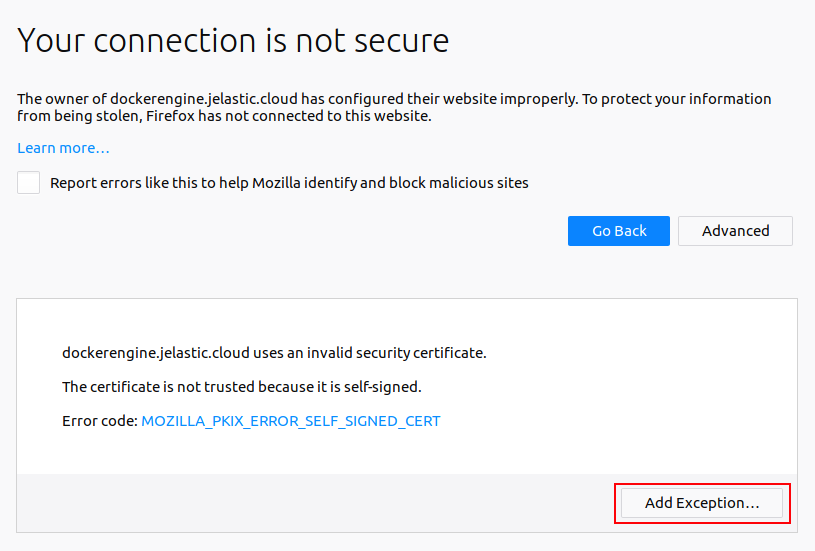 Your connection is not secure
The owner of dockerengine.jelastic.cloud has configured their website improperly. To protect your information
from being stolen, Firefox has not connected to this website.
Learn more…
Report errors like this to help Mozilla identify and block malicious sites
Go Back
Advanced
dockerengine.jelastic.cloud uses an invalid security certificate.
The certificate is not trusted because it is self-signed.
Error code: MOZILLA_PKIX_ERROR_SELF_SIGNED_CERT
Add Exception…